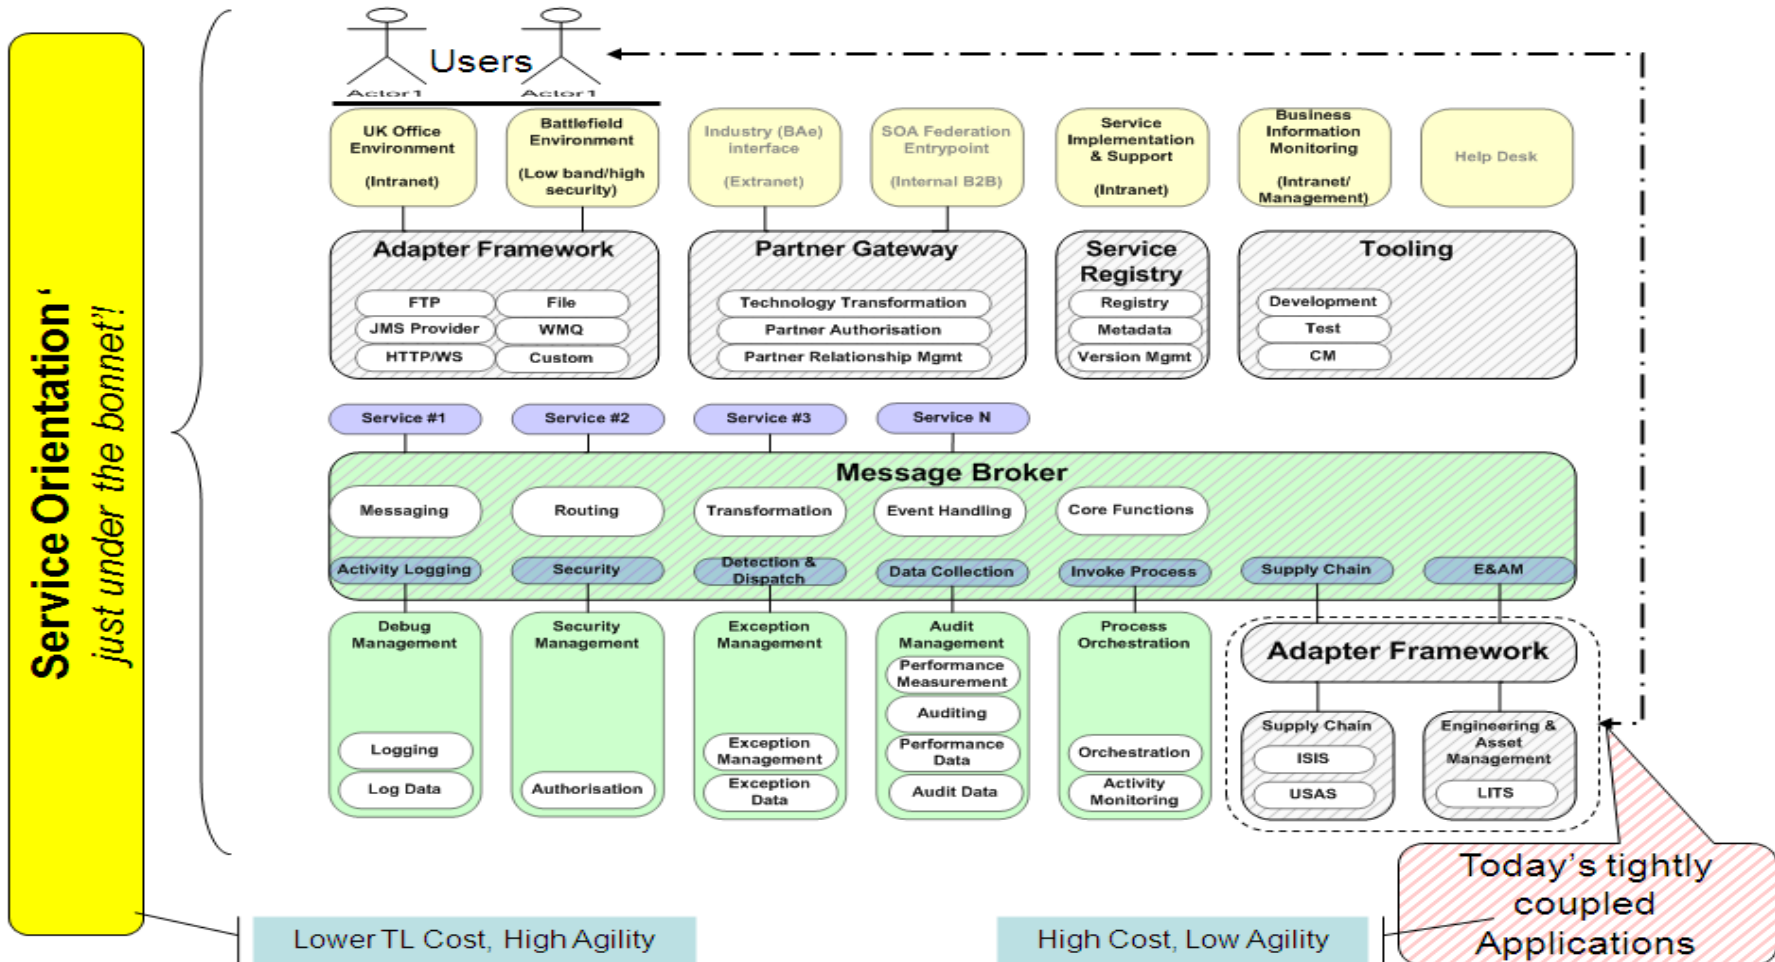 Service Orientation‘
just under the bonnet’!
Users
Actor1
Actor1
UK Office
Environment
(Intranet)
Battlefield
Environment
(Low band/high
security)
Industry (BAe)
interface
(Extranet)
SOA Federation
Entrypoint
(Internal B2B)
Service
Implementation
& Support
(Intranet)
Business
Information
Monitoring
(Intranet/
Management)
Help Desk
Adapter Framework
FTP
File
JMS Provider
WMQ
HTTP/WS
Custom
Partner Gateway
Technology Transformation
Partner Authorisation
Partner Relationship Mgmt
Service
Registry
Registry
Metadata
Version Mgmt
Tooling
Development
Test
CM
Service #1
Service #2
Service #3
Service N
Message Broker
Messaging
Routing
Transformation
Event Handling
Core Functions
Activity Logging
Security
Detection &
Dispatch
Data Collection
Invoke Process
Supply Chain
E&AM
Debug
Management
Logging
Log Data
Security
Management
Authorisation
Exception
Management
Exception
Management
Exception
Data
Audit
Management
Performance
Measurement
Auditing
Performance
Data
Audit Data
Process
Orchestration
Orchestration
Activity
Monitoring
Adapter Framework
Supply Chain
ISIS
USAS
Engineering &
Asset
Management
LITS
Today’s tightly
coupled
Applications
Lower TL Cost, High Agility
High Cost, Low Agility